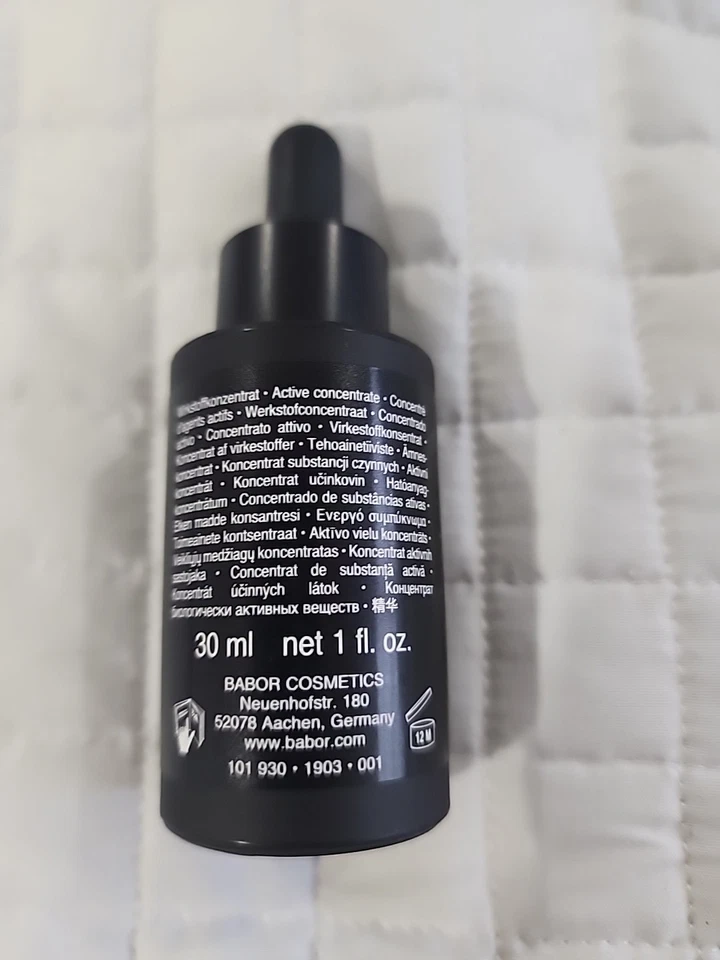 Wirkstoffkonzentrat • Active concentrate • Concentré
d'agents actifs • Werkstofconcentraat • Concentrado
activo • Concentrato attivo • Virkestoffkonsentrat •
Koncentrat af virkestoffer • Tehoainetiiviste • Ämnes-
koncentrat • Koncentrat substancji czynnych • Aktivní
koncentrát • Koncentrat učinkovin • Hatóanyag-
koncentrátum • Concentrado de substâncias ativas •
Etken madde konsantresi • Ενεργό συμπύκνωμα •
Toimeainete kontsentraat • Aktīvo vielu koncentrāts •
Veikliųjų medžiagų koncentratas • Koncentrat aktivnih
sastojaka • Concentrat de substanță activă •
Koncentrát účinných látok • Концентрат
биологически активных веществ • 精华
30 ml net 1 fl. oz.
BABOR COSMETICS
Neuenhofstr. 180
52078 Aachen, Germany
www.babor.com
12 M
101 930 • 1903 • 001